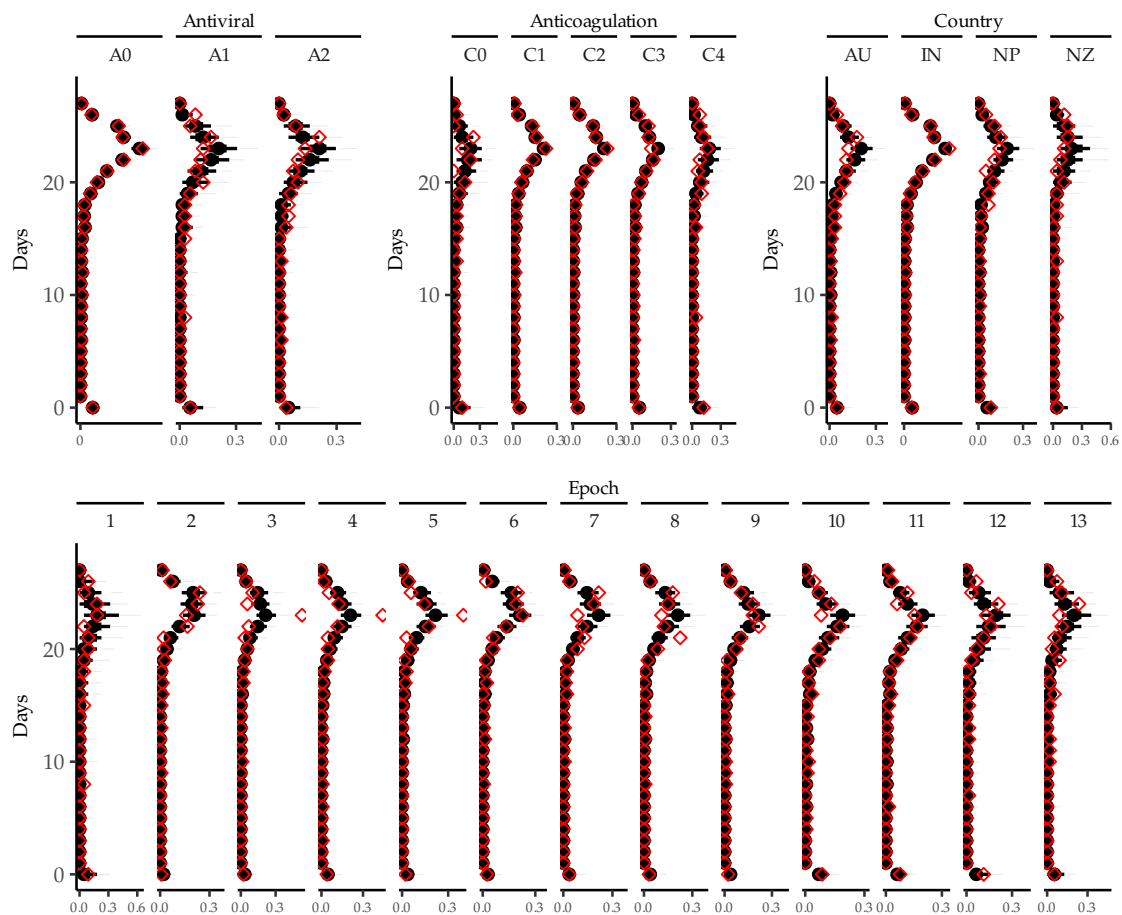 Antiviral Anticoagulation Country
A0 A1 A2 C0 C1 C2 C3 C4 AU IN NP NZ
Days Days Days
20 20 20
10 10 10
0 0 0
0 0.0 0.3 0.0 0.3 0.0 0.3 0.0 0.3 0.0 0.3 0.0 0.3 0.0 0.3 0.0 0.3 0 0.0 0.3 0.0 0.3 0.6
Epoch
1 2 3 4 5 6 7 8 9 10 11 12 13
Days
20
10
0
0.0 0.3 0.6 0.0 0.3 0.0 0.3 0.0 0.3 0.0 0.3 0.0 0.3 0.0 0.3 0.0 0.3 0.0 0.3 0.0 0.3 0.0 0.3 0.0 0.3 0.0 0.3